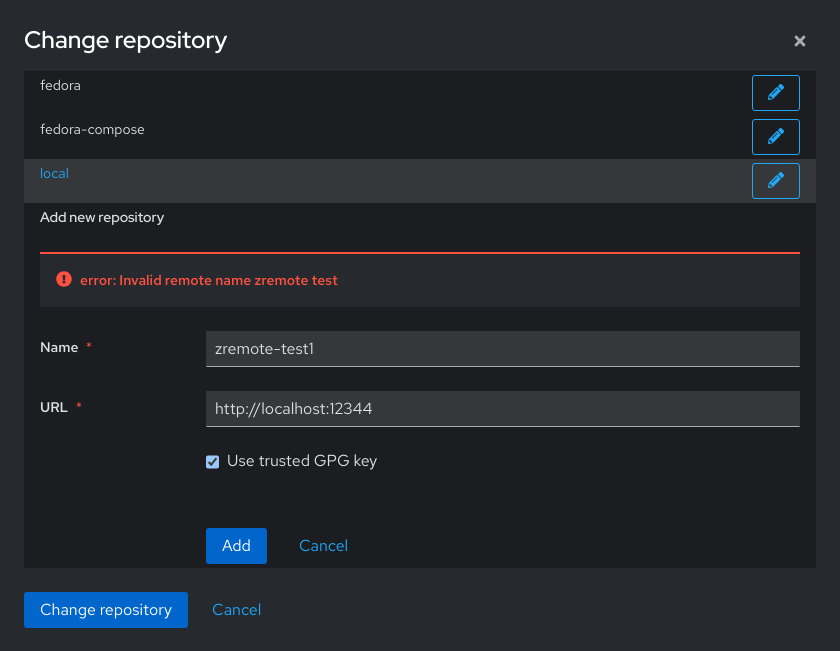 Change repository
fedora
fedora-compose
local
Add new repository
error: Invalid remote name zremote test
Name *
zremote-test1
URL *
http://localhost:12344
Use trusted GPG key
Add Cancel
Change repository Cancel